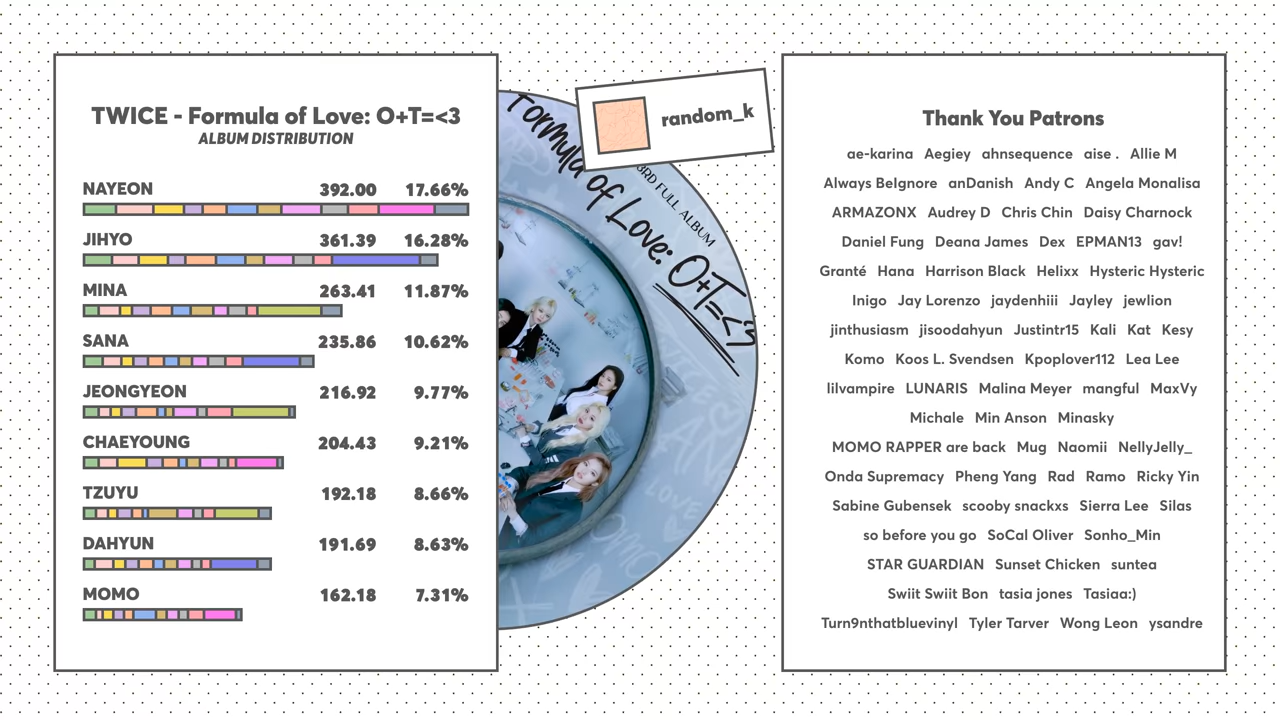 TWICE - Formula of Love: O+T=<3
ALBUM DISTRIBUTION
NAYEON 392.00 17.66%
JIHYO 361.39 16.28%
MINA 263.41 11.87%
SANA 235.86 10.62%
JEONGYEON 216.92 9.77%
CHAEYOUNG 204.43 9.21%
TZUYU 192.18 8.66%
DAHYUN 191.69 8.63%
MOMO 162.18 7.31%
random_k
3RD FULL ALBUM
Formula of Love: O+T=<3
Thank You Patrons
ae-karina Aegiey ahnsequence aise . Allie M
Always BeIgnore anDanish Andy C Angela Monalisa
ARMAZONX Audrey D Chris Chin Daisy Charnock
Daniel Fung Deana James Dex EPMAN13 gav!
Granté Hana Harrison Black Helixx Hysteric Hysteric
Inigo Jay Lorenzo jaydenhiii Jayley jewlion
jinthusiasm jisoodahyun Justintr15 Kali Kat Kesy
Komo Koos L. Svendsen Kpoplover112 Lea Lee
lilvampire LUNARIS Malina Meyer mangful MaxVy
Michale Min Anson Minasky
MOMO RAPPER are back Mug Naomii NellyJelly_
Onda Supremacy Pheng Yang Rad Ramo Ricky Yin
Sabine Gubensek scooby snackxs Sierra Lee Silas
so before you go SoCal Oliver Sonho_Min
STAR GUARDIAN Sunset Chicken suntea
Swiit Swiit Bon tasia jones Tasiaa:)
Turn9nthatbluevinyl Tyler Tarver Wong Leon ysandre